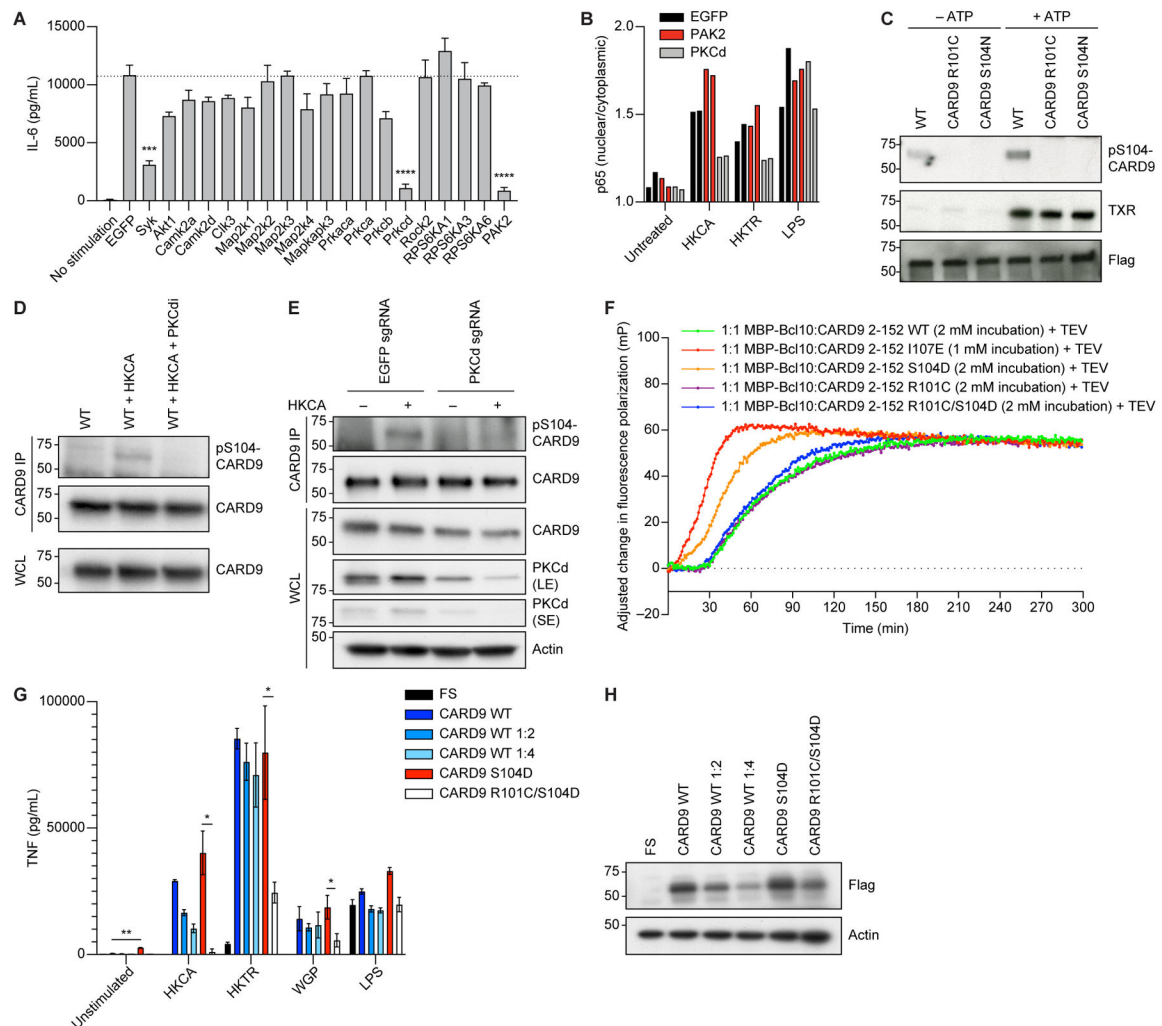 A
IL-6 (pg/mL)
15000
10000
5000
0
***
****
****
No stimulation
EGFP
Syk
Akt1
Camk2a
Camk2d
Clk3
Map2k1
Map2k2
Map2k3
Map2k4
Mapkapk3
Prkaca
Prkca
Prkcb
Prkcd
Rock2
RPS6KA1
RPS6KA3
RPS6KA6
PAK2
B
p65 (nuclear/cytoplasmic)
2.0
1.5
1.0
EGFP
PAK2
PKCd
Untreated
HKCA
HKTR
LPS
C
– ATP
+ ATP
WT
CARD9 R101C
CARD9 S104N
WT
CARD9 R101C
CARD9 S104N
75
50
pS104-
CARD9
75
50
TXR
75
50
Flag
D
WT
WT + HKCA
WT + HKCA + PKCdi
CARD9 IP
75
50
pS104-
CARD9
75
50
CARD9
WCL
75
50
CARD9
E
EGFP sgRNA
PKCd sgRNA
HKCA
–
+
–
+
CARD9 IP
75
50
pS104-
CARD9
75
50
CARD9
WCL
75
50
CARD9
75
PKCd
(LE)
75
PKCd
(SE)
50
Actin
F
Adjusted change in fluorescence polarization (mP)
100
80
60
40
20
0
–20
1:1 MBP-Bcl10:CARD9 2-152 WT (2 mM incubation) + TEV
1:1 MBP-Bcl10:CARD9 2-152 I107E (1 mM incubation) + TEV
1:1 MBP-Bcl10:CARD9 2-152 S104D (2 mM incubation) + TEV
1:1 MBP-Bcl10:CARD9 2-152 R101C (2 mM incubation) + TEV
1:1 MBP-Bcl10:CARD9 2-152 R101C/S104D (2 mM incubation) + TEV
30
60
90
120
150
180
210
240
270
300
Time (min)
G
TNF (pg/mL)
100000
50000
0
**
*
*
*
FS
CARD9 WT
CARD9 WT 1:2
CARD9 WT 1:4
CARD9 S104D
CARD9 R101C/S104D
Unstimulated
HKCA
HKTR
WGP
LPS
H
FS
CARD9 WT
CARD9 WT 1:2
CARD9 WT 1:4
CARD9 S104D
CARD9 R101C/S104D
75
50
Flag
50
Actin